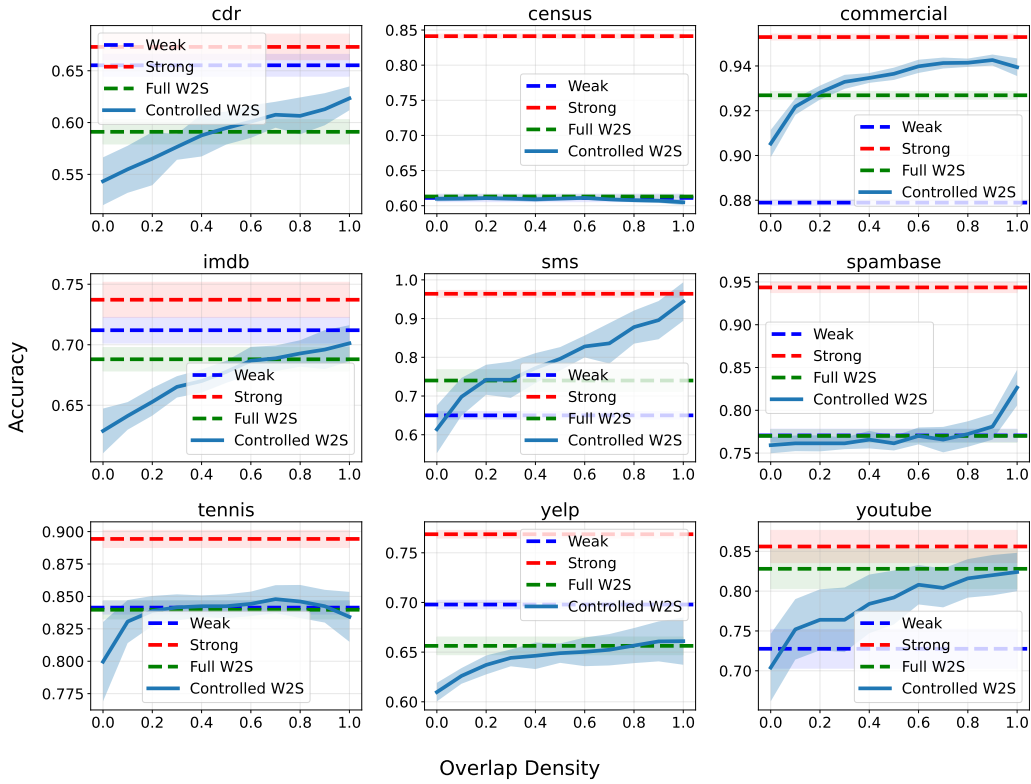 cdr
0.65
0.60
0.55
0.0 0.2 0.4 0.6 0.8 1.0
Weak
Strong
Full W2S
Controlled W2S
census
0.85
0.80
0.75
0.70
0.65
0.60
0.0 0.2 0.4 0.6 0.8 1.0
Weak
Strong
Full W2S
Controlled W2S
commercial
0.94
0.92
0.90
0.88
0.0 0.2 0.4 0.6 0.8 1.0
Weak
Strong
Full W2S
Controlled W2S
Accuracy
imdb
0.75
0.70
0.65
0.0 0.2 0.4 0.6 0.8 1.0
Weak
Strong
Full W2S
Controlled W2S
sms
1.0
0.9
0.8
0.7
0.6
0.0 0.2 0.4 0.6 0.8 1.0
Weak
Strong
Full W2S
Controlled W2S
spambase
0.95
0.90
0.85
0.80
0.75
0.0 0.2 0.4 0.6 0.8 1.0
Weak
Strong
Full W2S
Controlled W2S
tennis
0.900
0.875
0.850
0.825
0.800
0.775
0.0 0.2 0.4 0.6 0.8 1.0
Weak
Strong
Full W2S
Controlled W2S
yelp
0.75
0.70
0.65
0.60
0.0 0.2 0.4 0.6 0.8 1.0
Weak
Strong
Full W2S
Controlled W2S
youtube
0.85
0.80
0.75
0.70
0.0 0.2 0.4 0.6 0.8 1.0
Weak
Strong
Full W2S
Controlled W2S
Overlap Density